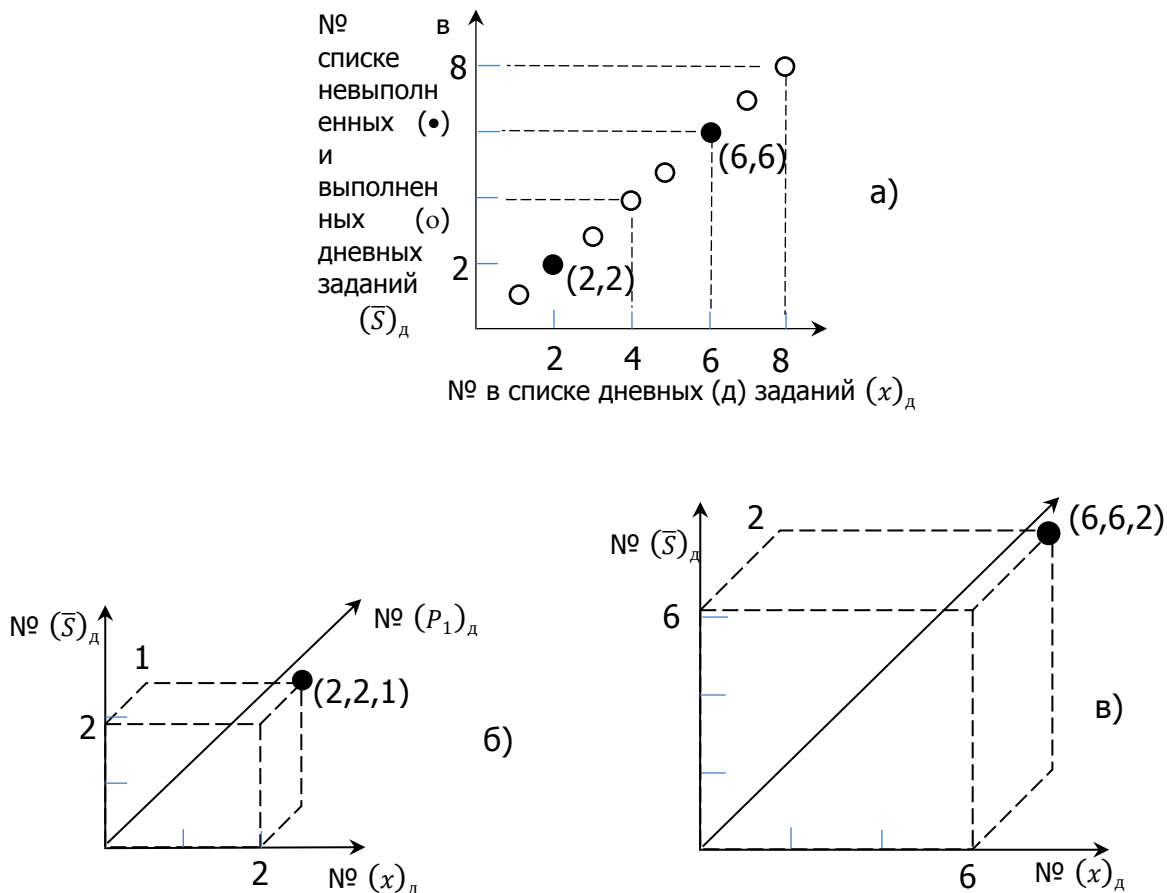 № в
списке
невыполн
енных (•)
и
выполнен
ных (о)
дневных
заданий
(S̅)д
8
2
(6,6)
(2,2)
а)
2 4 6 8
№ в списке дневных (д) заданий (x)д
№ (S̅)д
№ (P₁)д
1
(2,2,1)
2
б)
2
№ (x)д
№ (S̅)д
2
(6,6,2)
6
в)
6
№ (x)д